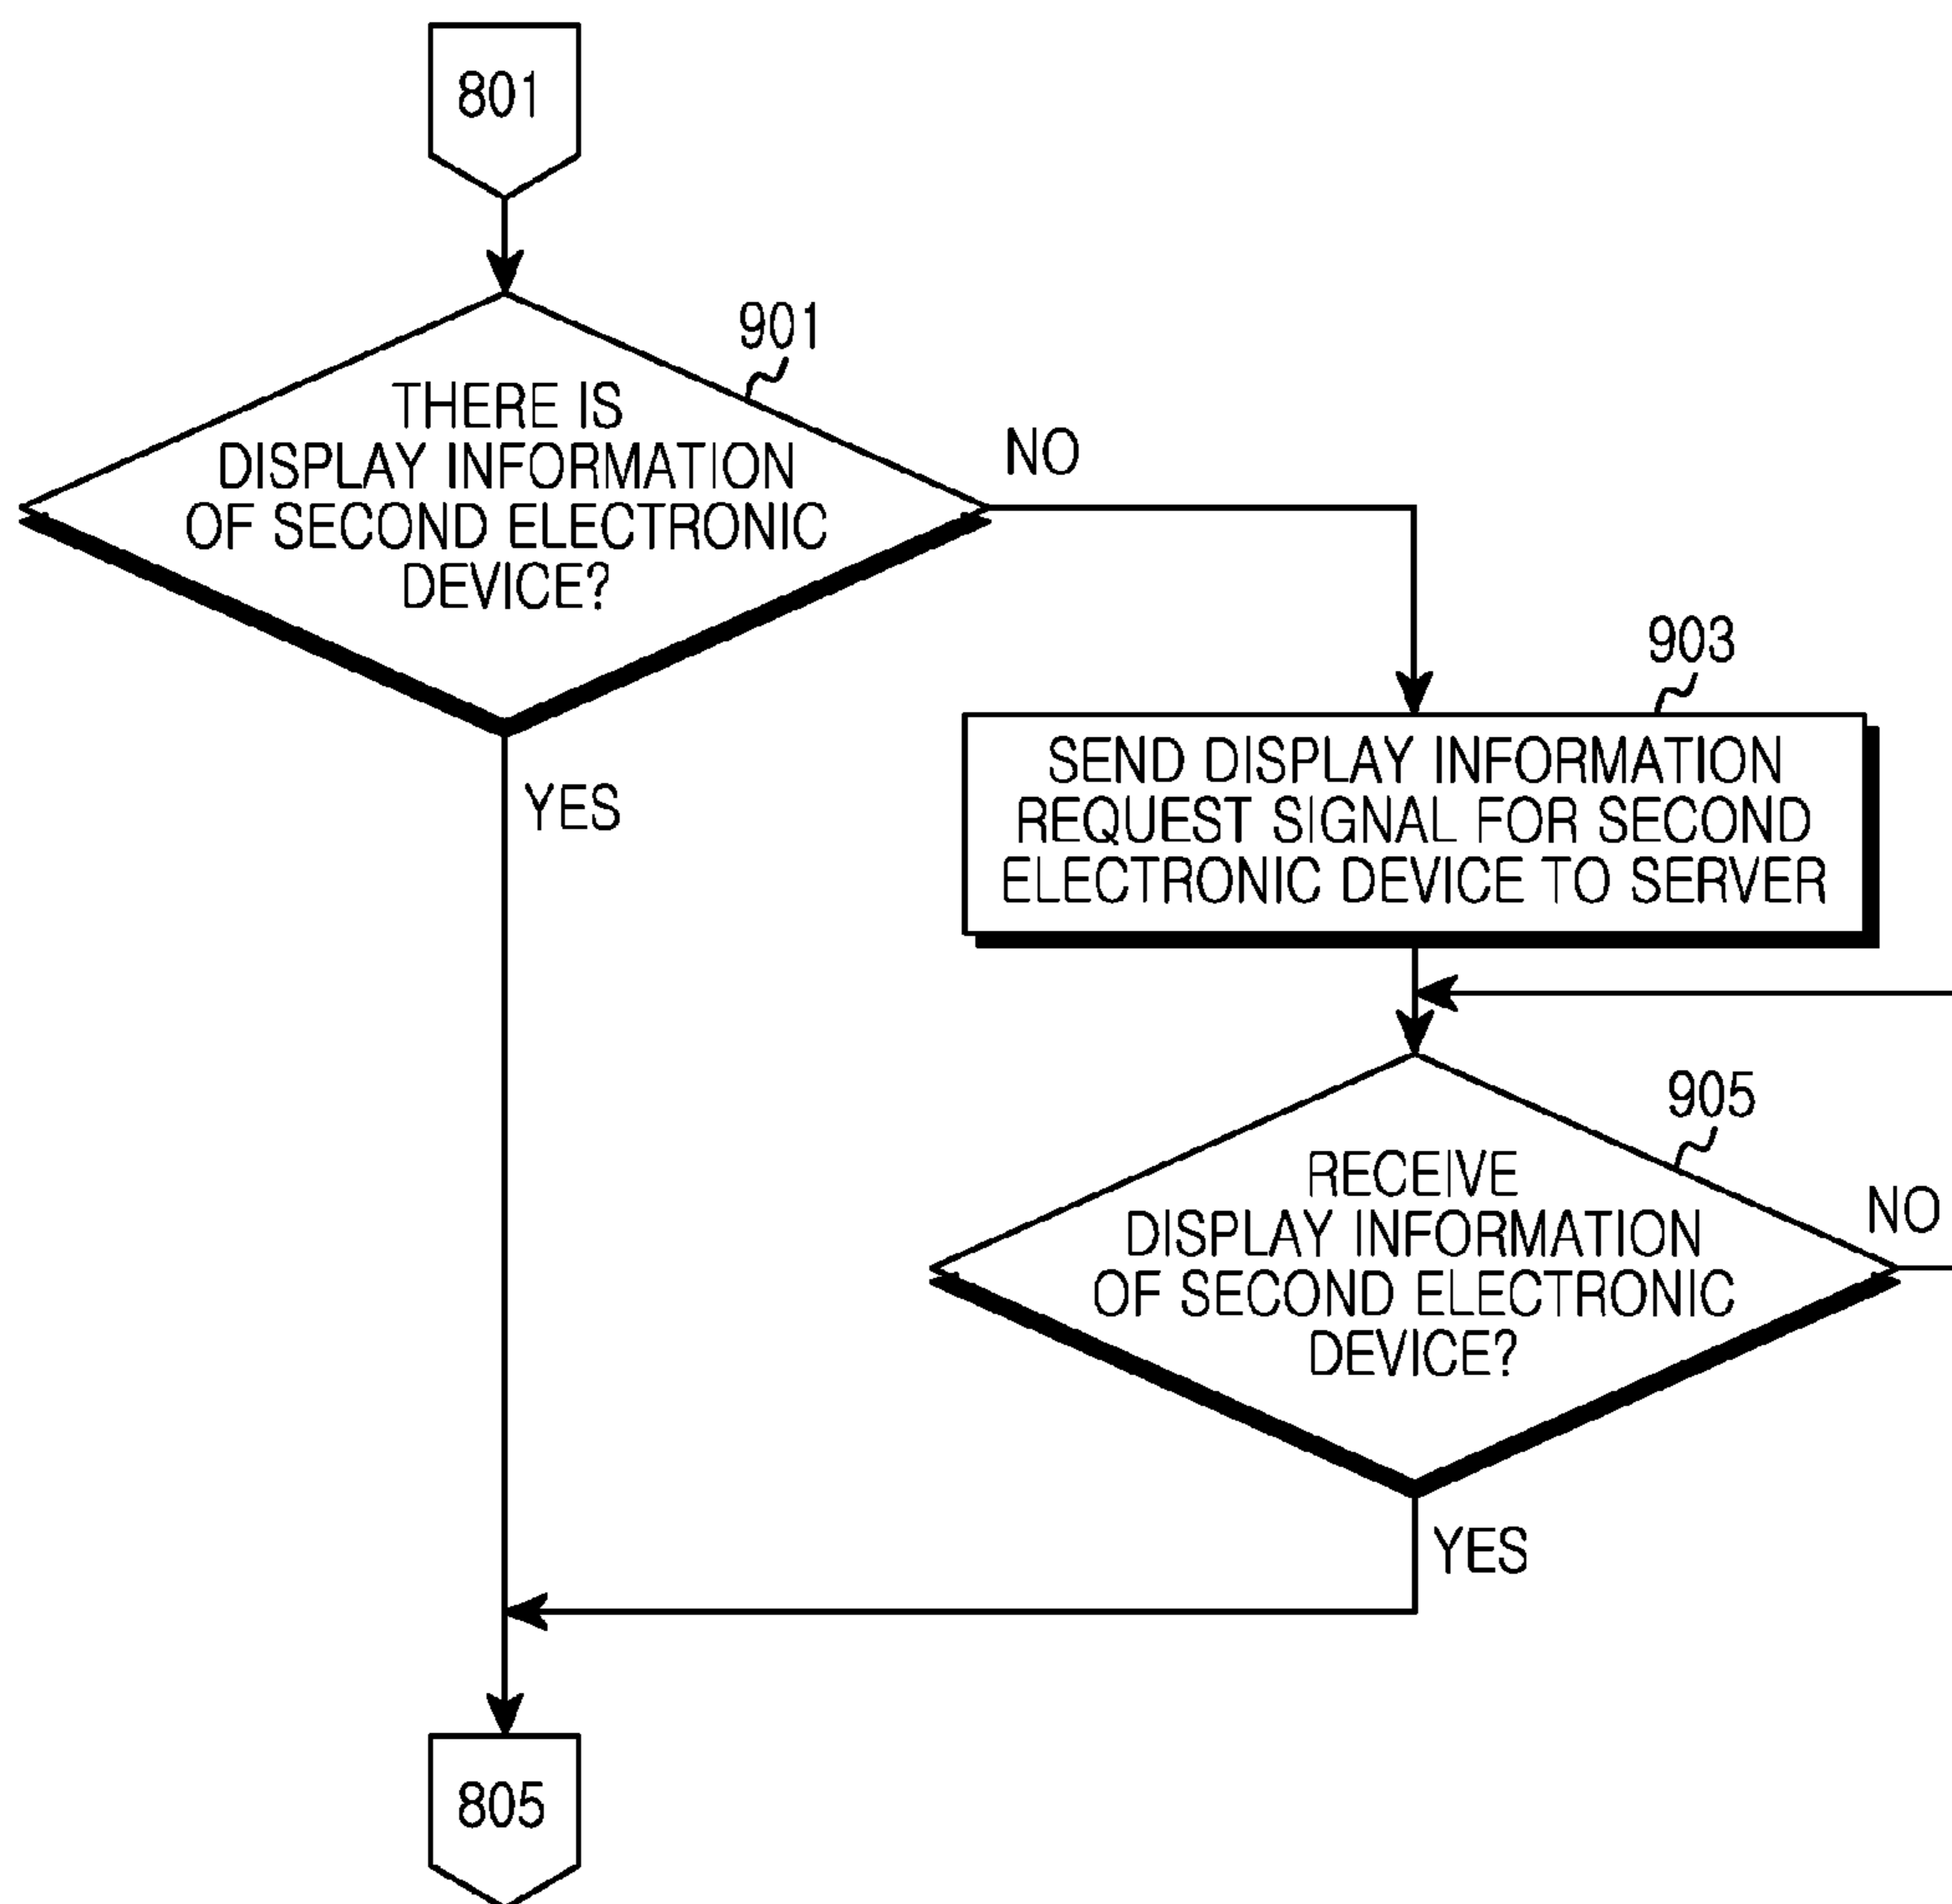 801
901
THERE IS
DISPLAY INFORMATION
OF SECOND ELECTRONIC
DEVICE?
NO
YES
903
SEND DISPLAY INFORMATION
REQUEST SIGNAL FOR SECOND
ELECTRONIC DEVICE TO SERVER
905
RECEIVE
DISPLAY INFORMATION
OF SECOND ELECTRONIC
DEVICE?
NO
YES
805